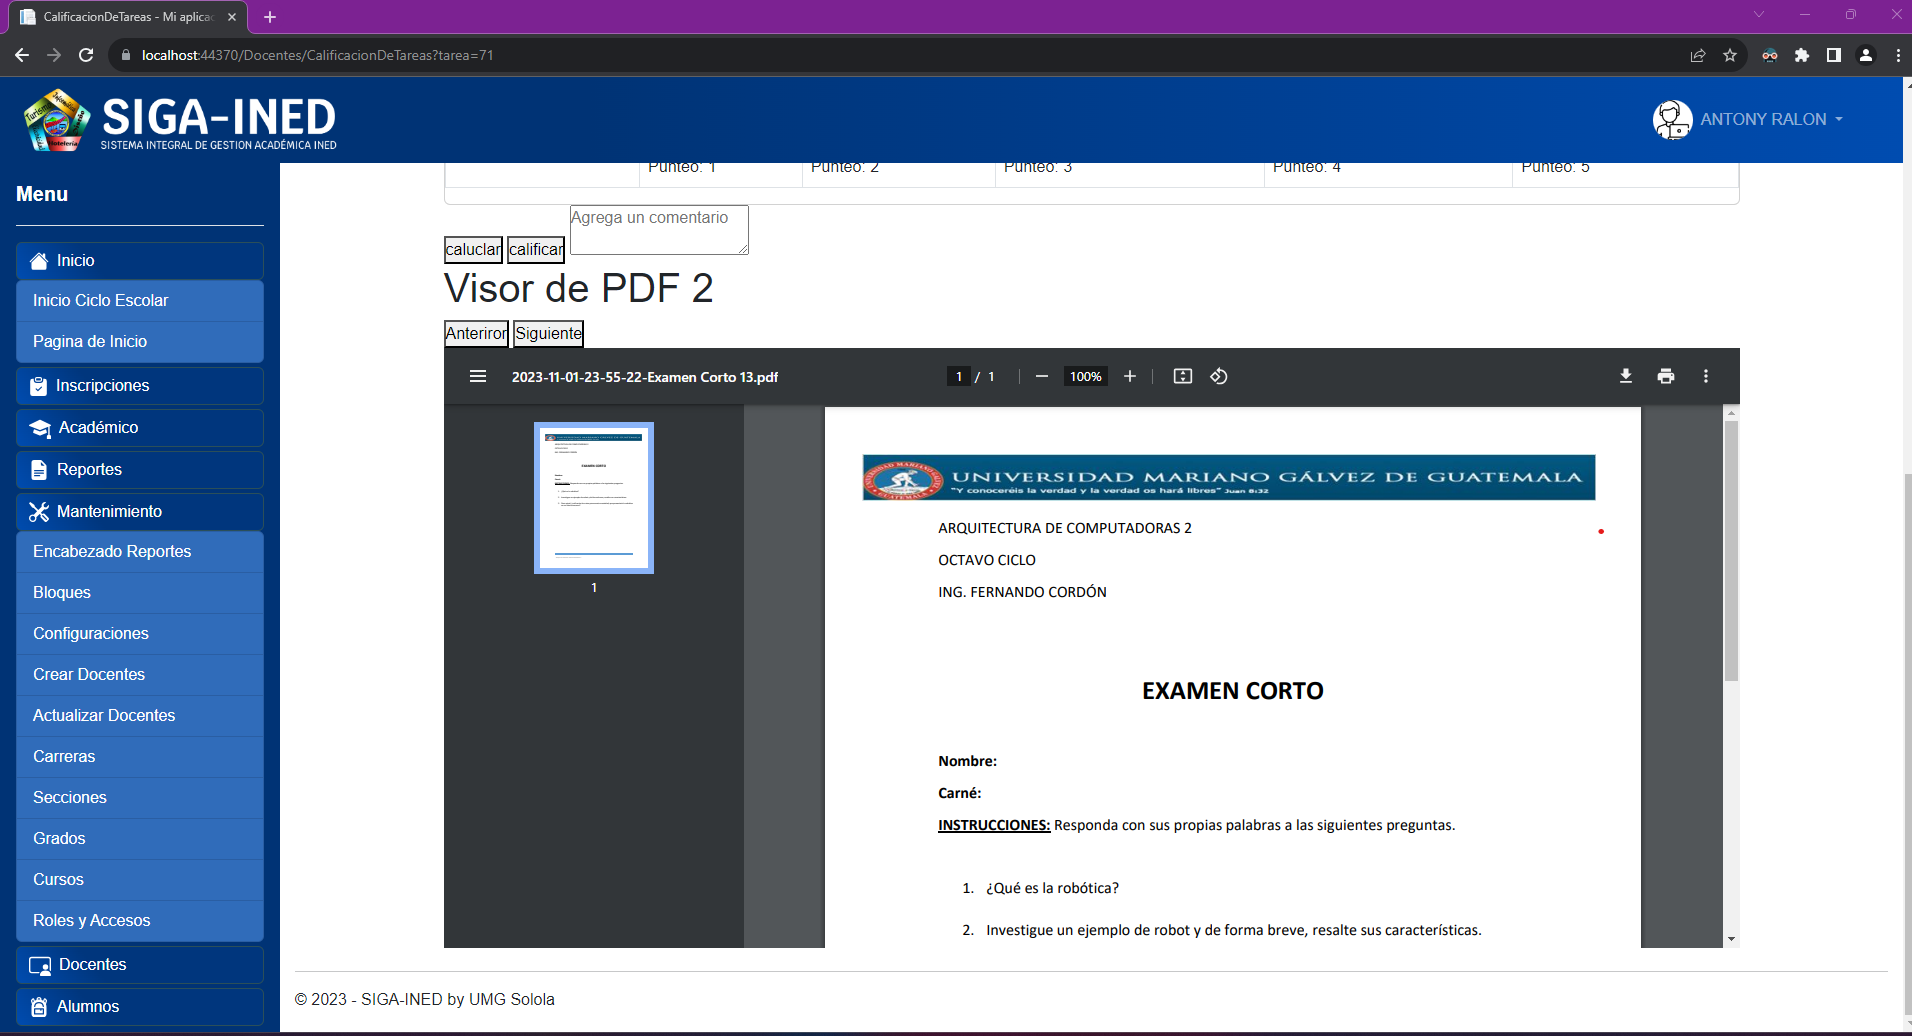 CalificacionDeTareas - Mi aplicac
localhost:44370/Docentes/CalificacionDeTareas?tarea=71
SIGA-INED
SISTEMA INTEGRAL DE GESTION ACADÉMICA INED
ANTONY RALON
Menu
Inicio
Inicio Ciclo Escolar
Pagina de Inicio
Inscripciones
Académico
Reportes
Mantenimiento
Encabezado Reportes
Bloques
Configuraciones
Crear Docentes
Actualizar Docentes
Carreras
Secciones
Grados
Cursos
Roles y Accesos
Docentes
Alumnos
Punteo: 1 Punteo: 2 Punteo: 3 Punteo: 4 Punteo: 5
caluclar calificar Agrega un comentario
Visor de PDF 2
Anteriror Siguiente
2023-11-01-23-55-22-Examen Corto 13.pdf 1 / 1 100%
1
UNIVERSIDAD MARIANO GÁLVEZ DE GUATEMALA
"Y conoceréis la verdad y la verdad os hará libres" Juan 8:32
ARQUITECTURA DE COMPUTADORAS 2
OCTAVO CICLO
ING. FERNANDO CORDÓN
EXAMEN CORTO
Nombre:
Carné:
INSTRUCCIONES: Responda con sus propias palabras a las siguientes preguntas.
1. ¿Qué es la robótica?
2. Investigue un ejemplo de robot y de forma breve, resalte sus características.
© 2023 - SIGA-INED by UMG Solola